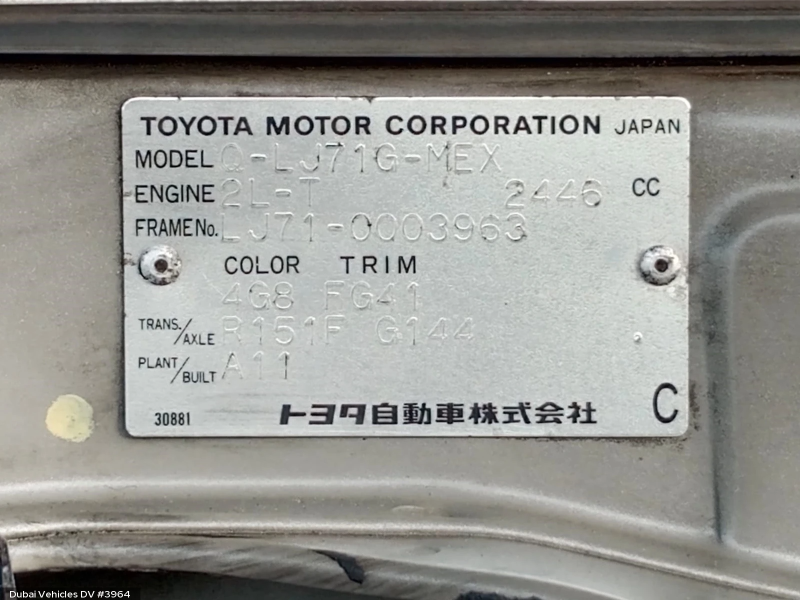 TOYOTA MOTOR CORPORATION JAPAN
MODEL Q-LJ71G-MEX
ENGINE 2L-T 2446 CC
FRAME No. LJ71-0003963
COLOR TRIM
4G8 FG41
TRANS./AXLE R151F G144
PLANT/BUILT A11
30881 トヨタ自動車株式会社 C
Dubai Vehicles DV #3964